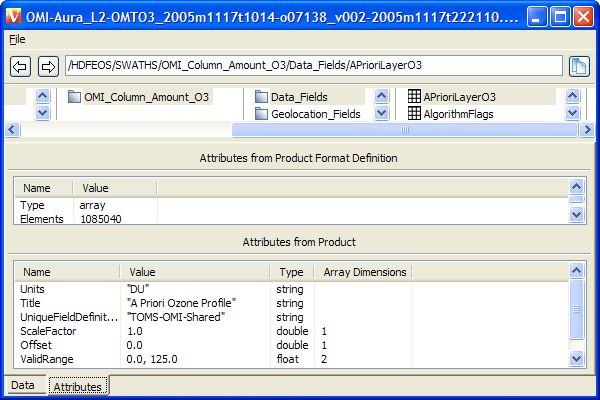 OMI-Aura_L2-OMTO3_2005m1117t1014-o07138_v002-2005m1117t222110....
File
/HDFEOS/SWATHS/OMI_Column_Amount_O3/Data_Fields/APrioriLayerO3
OMI_Column_Amount_O3 Data_Fields APrioriLayerO3
Geolocation_Fields AlgorithmFlags
Attributes from Product Format Definition
Name Value
Type array
Elements 1085040
Attributes from Product
Name Value Type Array Dimensions
Units "DU" string
Title "A Priori Ozone Profile" string
UniqueFieldDefinit... "TOMS-OMI-Shared" string
ScaleFactor 1.0 double 1
Offset 0.0 double 1
ValidRange 0.0, 125.0 float 2
Data Attributes